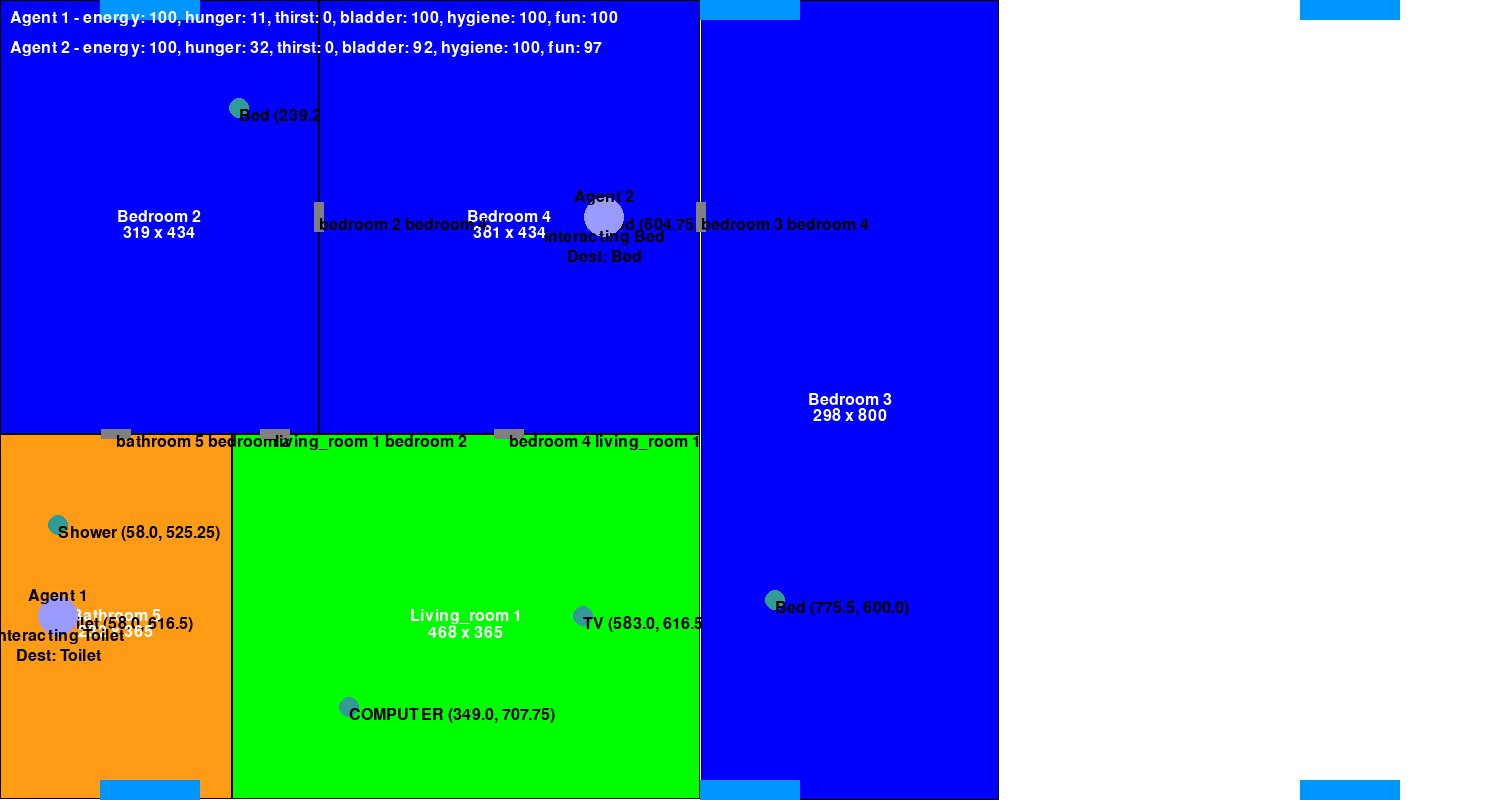 Agent 1 - energy: 100, hunger: 11, thirst: 0, bladder: 100, hygiene: 100, fun: 100
Agent 2 - energy: 100, hunger: 32, thirst: 0, bladder: 92, hygiene: 100, fun: 97
Bed (239.2
Agent 2
Bedroom 2
319 x 434
bedroom 2 bedroom
Bedroom 4
381 x 434
(604.75
bedroom 3 bedroom 4
interacting Bed
Dest: Bed
Bedroom 3
298 x 800
bathroom 5 bedroom 2
living_room 1 bedroom 2
bedroom 4 living_room 1
Shower (58.0, 525.25)
Agent 1
Bathroom 5
(58.0, 616.5)
x 365
interacting Toilet
Dest: Toilet
Living_room 1
468 x 365
TV (583.0, 616.5
Bed (775.5, 600.0)
COMPUTER (349.0, 707.75)